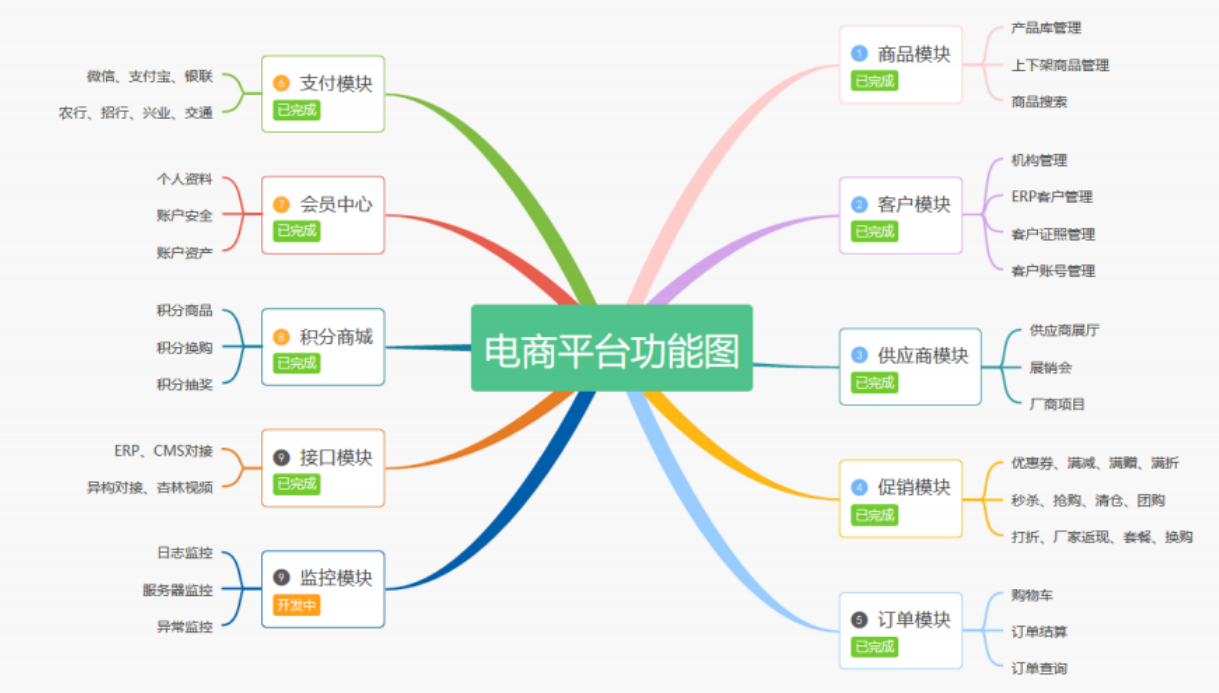 电商平台功能图
1 商品模块
已完成
产品库管理
上下架商品管理
商品搜索
2 客户模块
已完成
机构管理
ERP客户管理
客户证照管理
客户账号管理
3 供应商模块
已完成
供应商展厅
展销会
厂商项目
4 促销模块
已完成
优惠券、满减、满赠、满折
秒杀、抢购、清仓、团购
打折、厂家返现、套餐、换购
5 订单模块
已完成
购物车
订单结算
订单查询
6 支付模块
已完成
微信、支付宝、银联
农行、招行、兴业、交通
7 会员中心
已完成
个人资料
账户安全
账户资产
8 积分商城
已完成
积分商品
积分换购
积分抽奖
9 接口模块
已完成
ERP、CMS对接
异构对接、杏林视频
9 监控模块
开发中
日志监控
服务器监控
异常监控